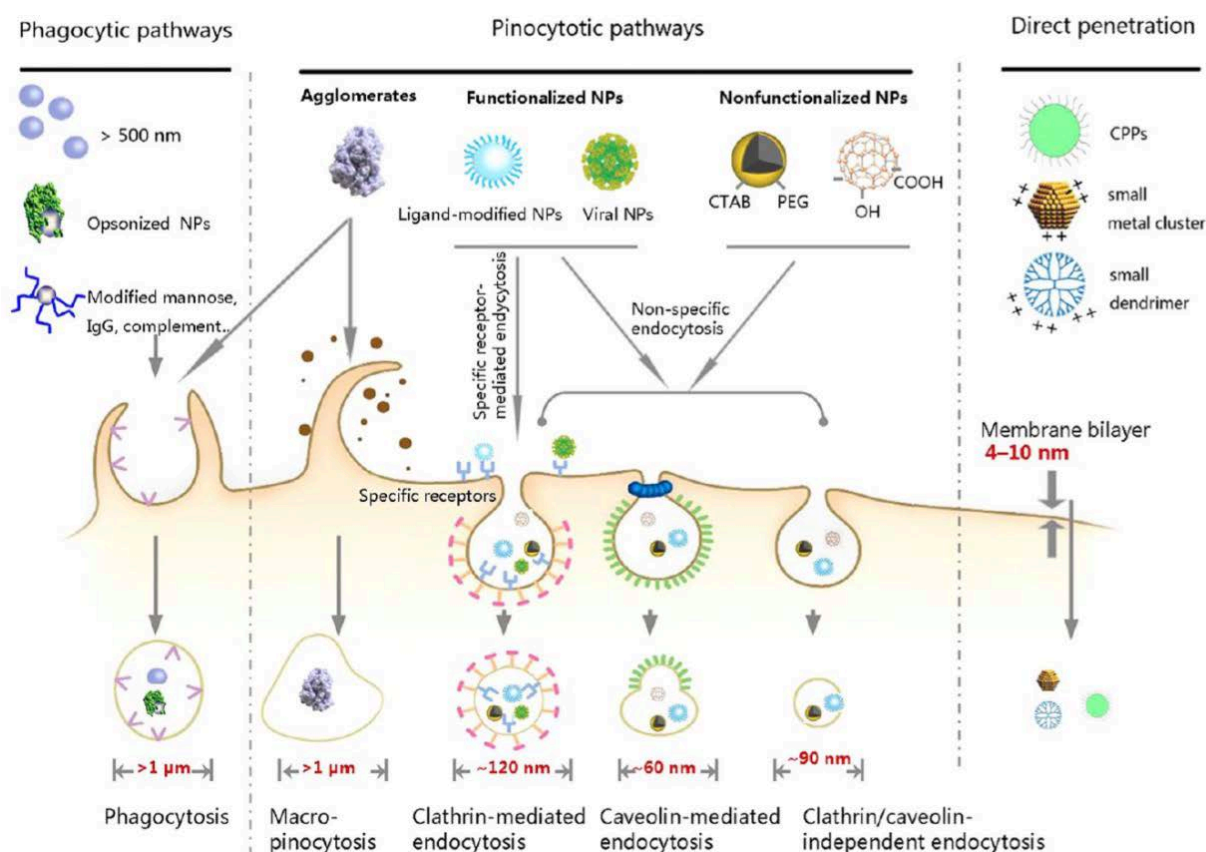 Phagocytic pathways
Pinocytotic pathways
Direct penetration
> 500 nm
Opsonized NPs
Modified mannose,
IgG, complement..
Agglomerates
Functionalized NPs
Nonfunctionalized NPs
Ligand-modified NPs
Viral NPs
CTAB
PEG
COOH
OH
CPPs
small
metal cluster
++
small
dendrimer
Specific receptor-
mediated endycytosis
Non-specific
endocytosis
Specific receptors
Membrane bilayer
4–10 nm
>1 μm
>1 μm
~120 nm
~60 nm
~90 nm
Phagocytosis
Macro-
pinocytosis
Clathrin-mediated
endocytosis
Caveolin-mediated
endocytosis
Clathrin/caveolin-
independent endocytosis